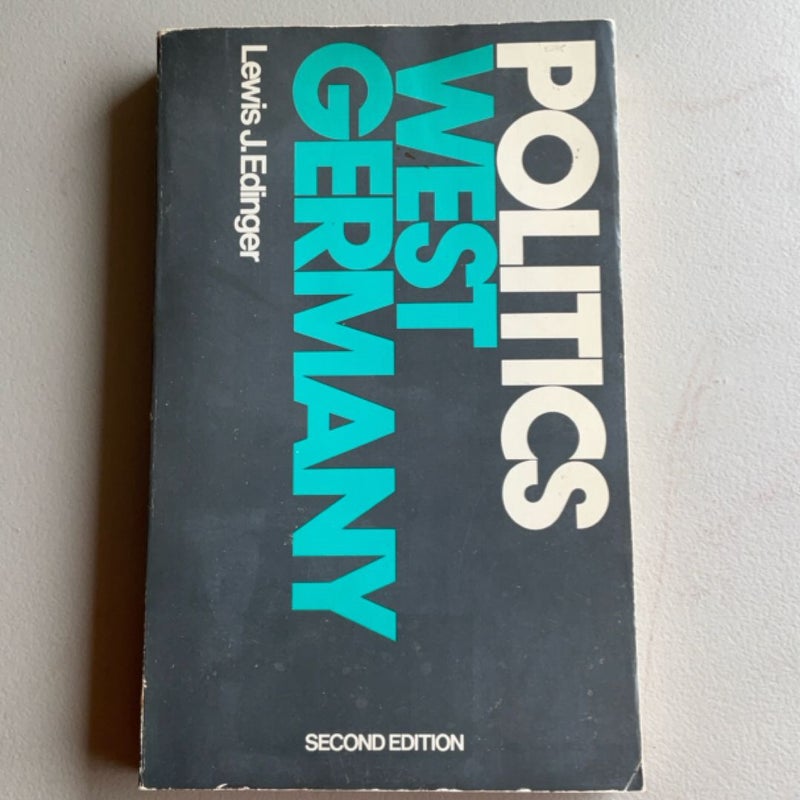 POLITICS
WEST
GERMANY
Lewis J. Edinger
SECOND EDITION